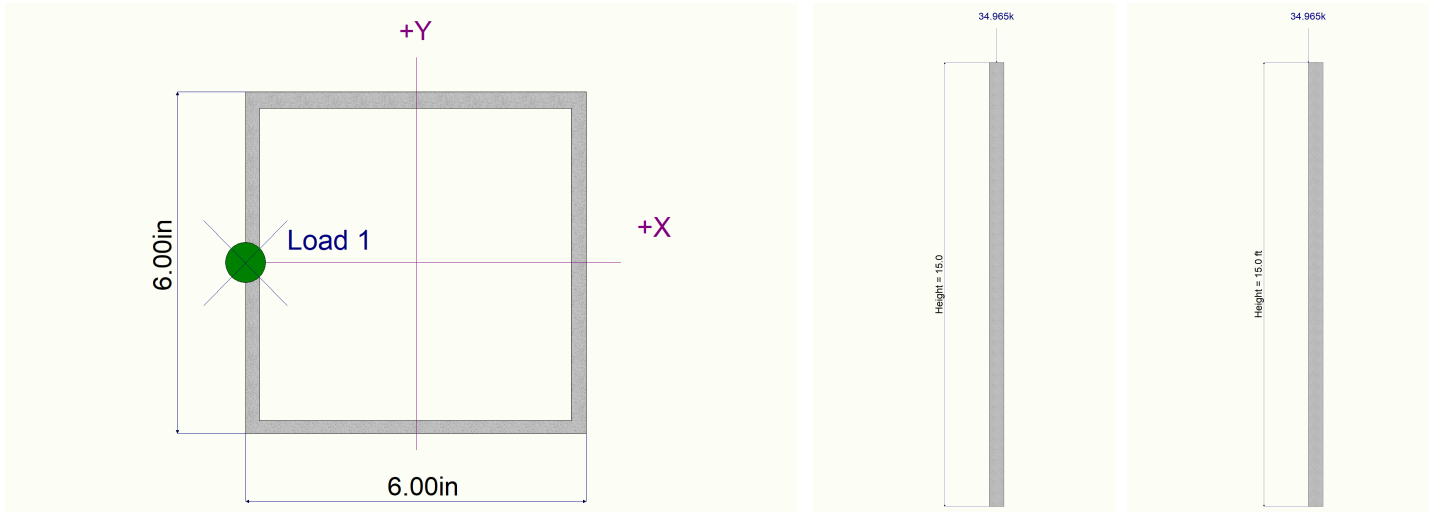 +Y
6.00in
Load 1
+X
6.00in
34.965k
Height = 15.0
34.965k
Height = 15.0 ft